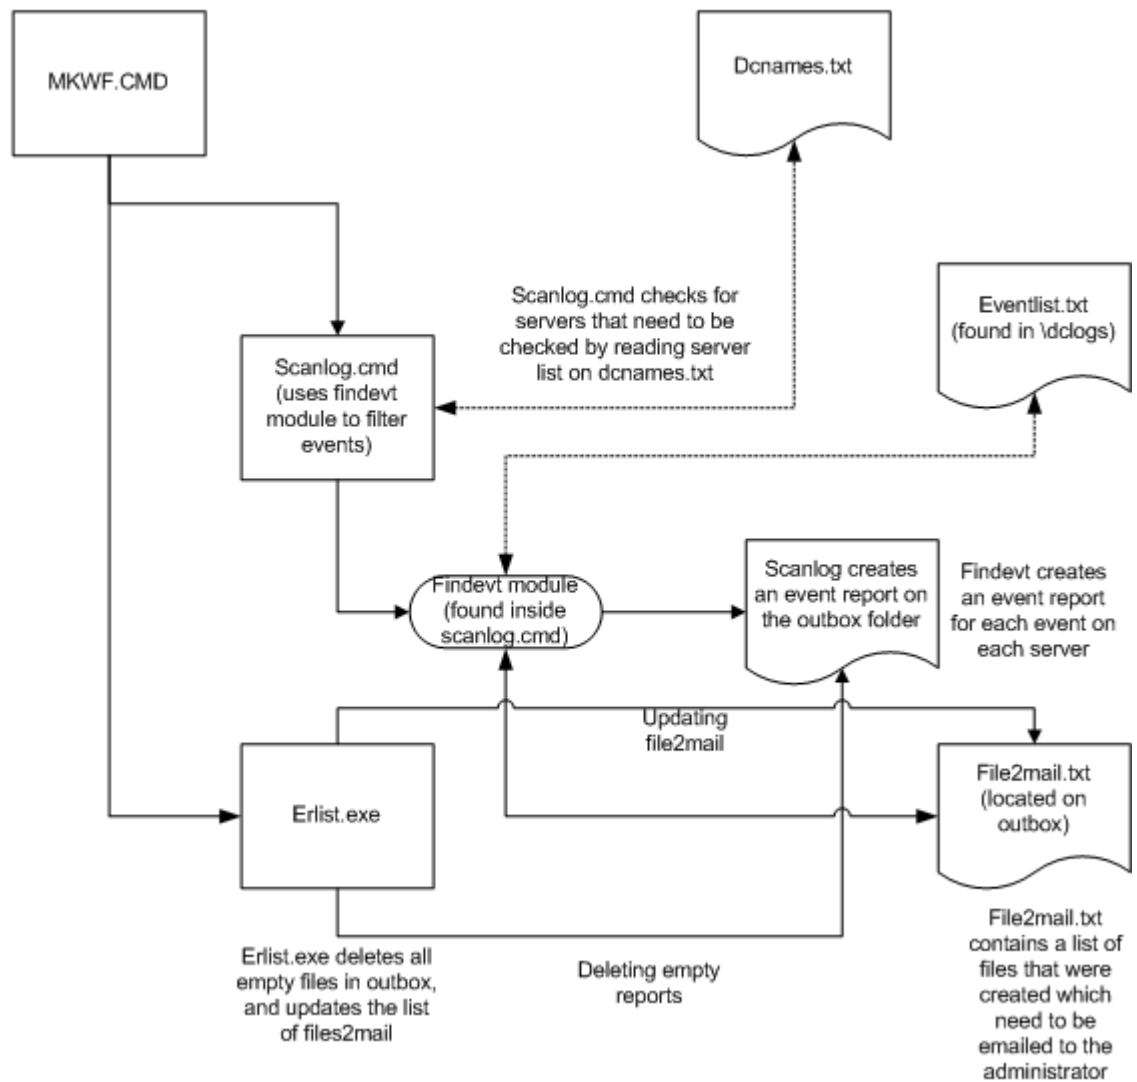 MKWF.CMD
Dcnames.txt
Scanlog.cmd checks for
servers that need to be
checked by reading server
list on dcnames.txt
Eventlist.txt
(found in \dclogs)
Scanlog.cmd
(uses findevt
module to filter
events)
Findevt module
(found inside
scanlog.cmd)
Scanlog creates
an event report on
the outbox folder
Findevt creates
an event report
for each event on
each server
Updating
file2mail
Erlist.exe
File2mail.txt
(located on
outbox)
Erlist.exe deletes all
empty files in outbox,
and updates the list
of files2mail
Deleting empty
reports
File2mail.txt
contains a list of
files that were
created which
need to be
emailed to the
administrator